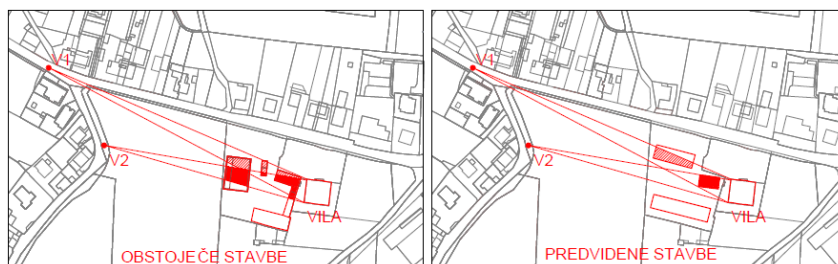 V1
V2
VILA
OBSTOJEČE STAVBE
V1
V2
VILA
PREDVIDENE STAVBE